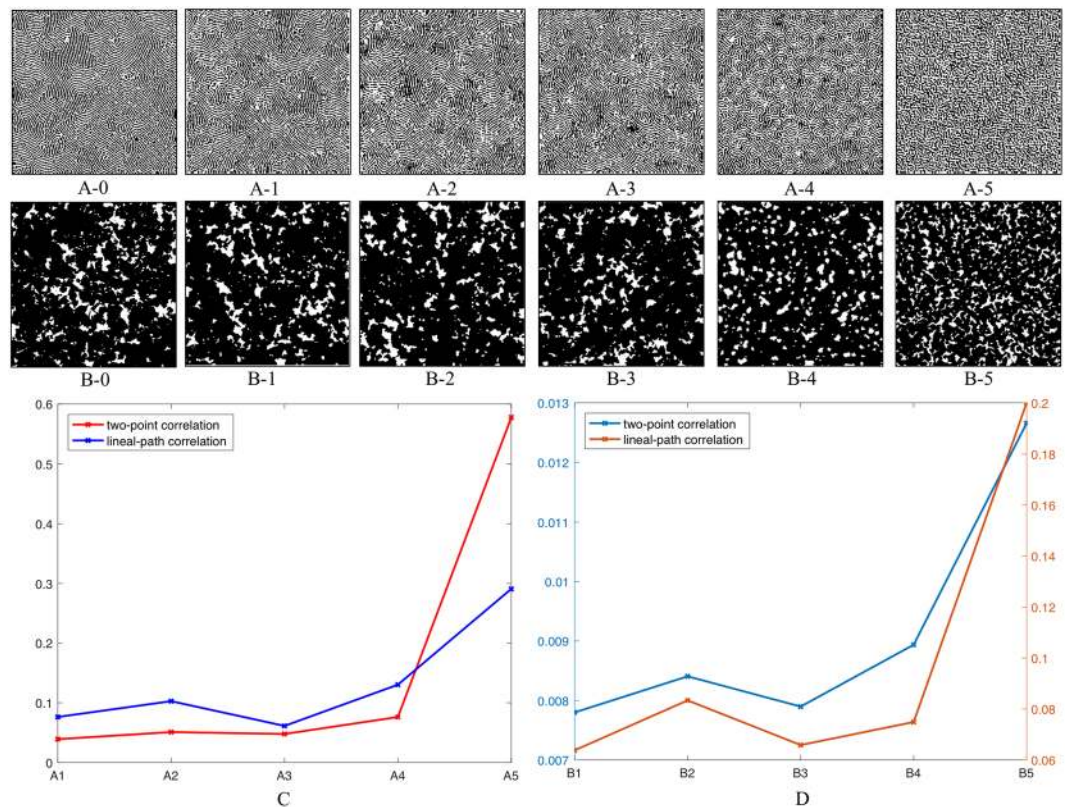 A-0 A-1 A-2 A-3 A-4 A-5
B-0 B-1 B-2 B-3 B-4 B-5
0.6
0.5
0.4
0.3
0.2
0.1
0
two-point correlation
lineal-path correlation
A1 A2 A3 A4 A5
C
0.013
0.012
0.011
0.01
0.009
0.008
0.007
two-point correlation
lineal-path correlation
0.2
0.18
0.16
0.14
0.12
0.1
0.08
0.06
B1 B2 B3 B4 B5
D